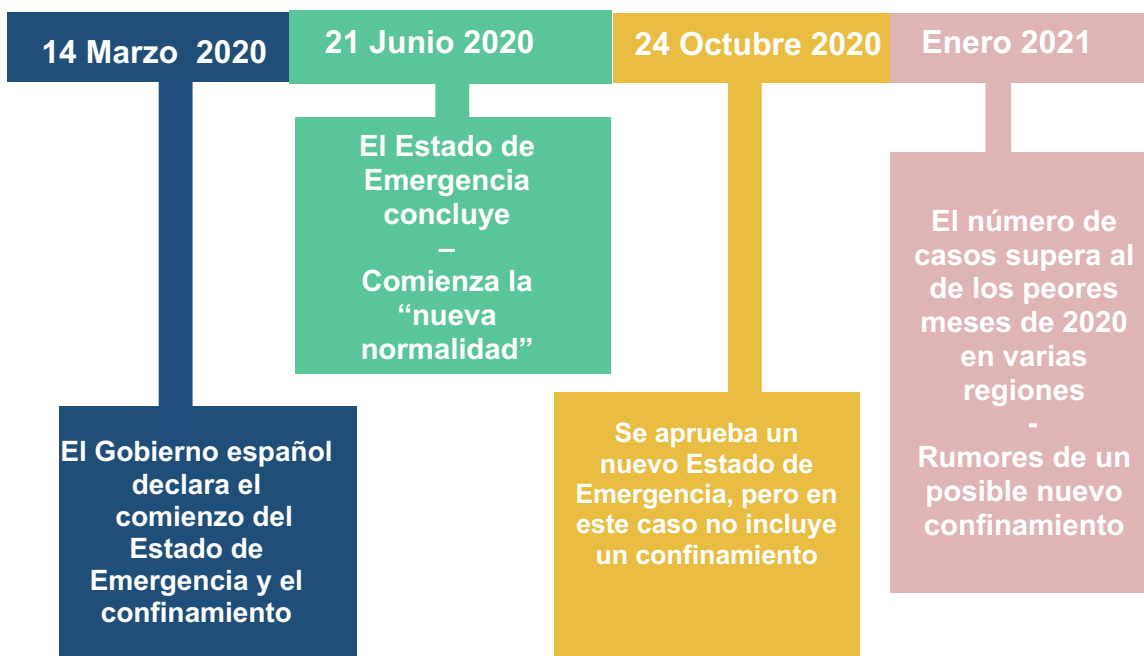 14 Marzo 2020
El Gobierno español
declara el
comienzo del
Estado de
Emergencia y el
confinamiento
21 Junio 2020
El Estado de
Emergencia
concluye
–
Comienza la
“nueva
normalidad”
24 Octubre 2020
Se aprueba un
nuevo Estado de
Emergencia, pero en
este caso no incluye
un confinamiento
Enero 2021
El número de
casos supera al
de los peores
meses de 2020
en varias
regiones
-
Rumores de un
posible nuevo
confinamiento